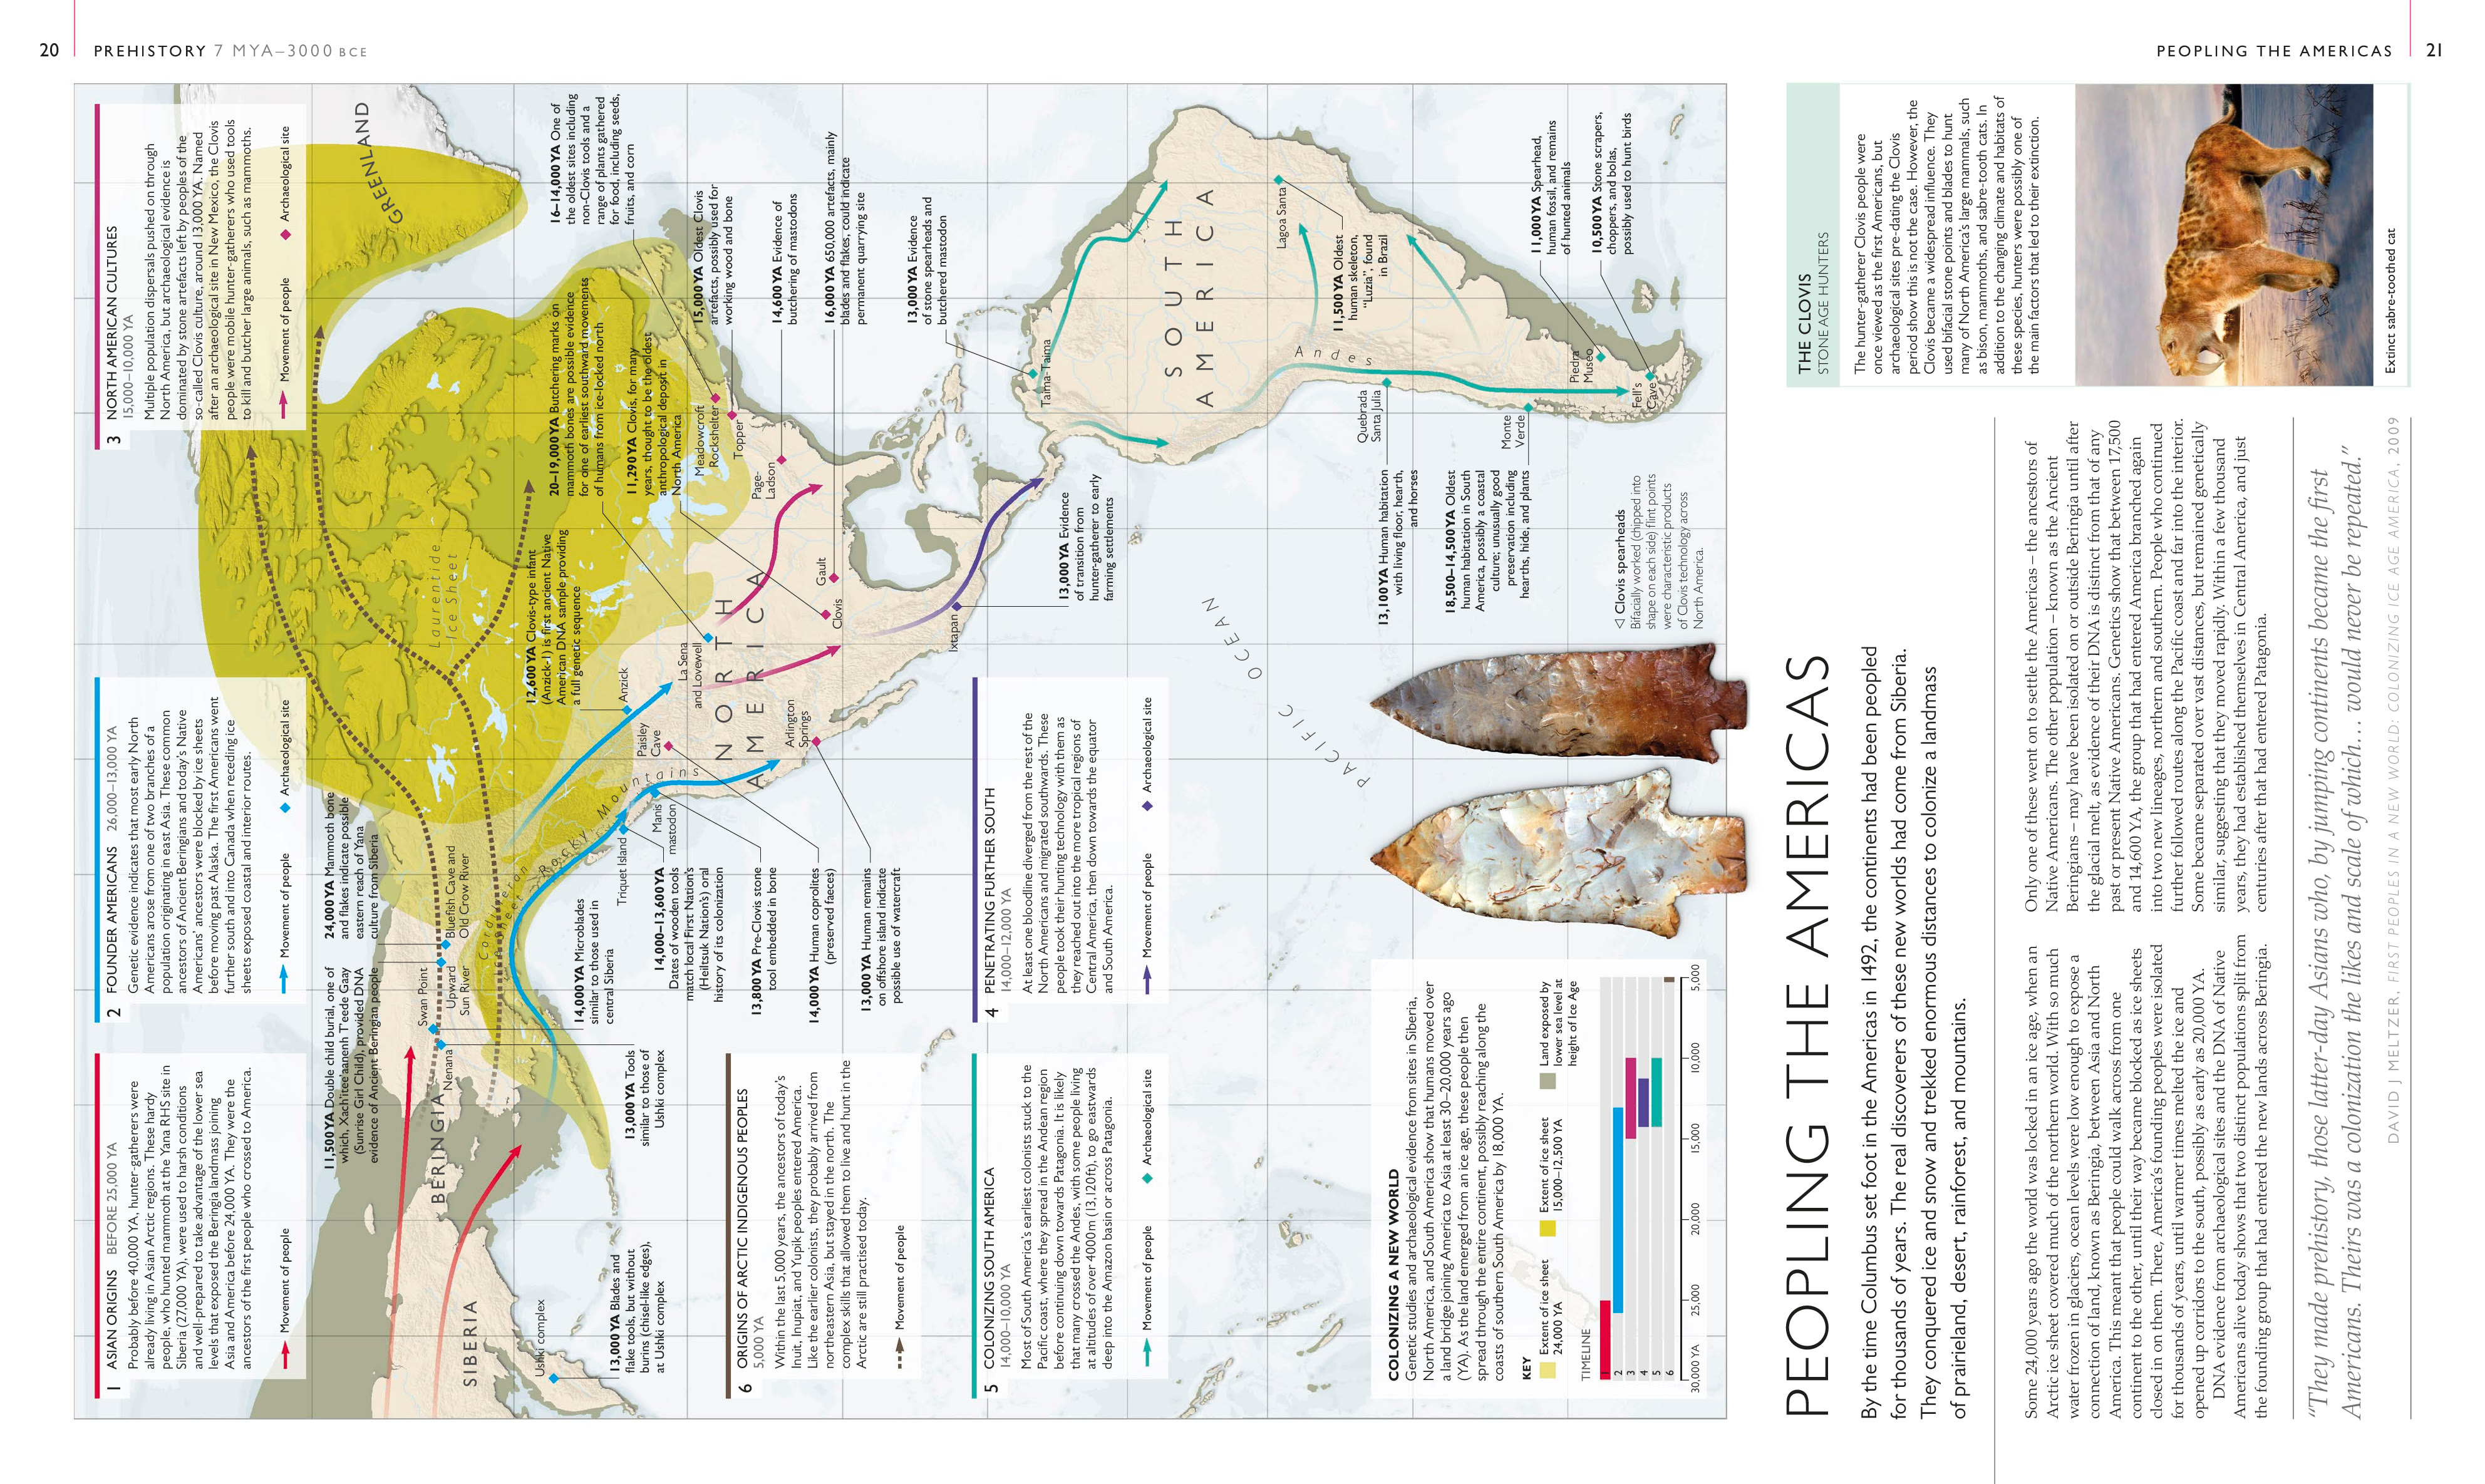 20
PREHISTORY 7 MYA–3000 BCE
PEOPLING THE AMERICAS
21
1 ASIAN ORIGINS BEFORE 25,000 YA
Probably before 40,000 YA, hunter-gatherers were
already living in Asian Arctic regions. These hardy
people, who hunted mammoth at the Yana RHS site in
Siberia (27,000 YA), were used to harsh conditions
and well-prepared to take advantage of the lower sea
levels that exposed the Beringia landmass joining
Asia and America before 24,000 YA. They were the
ancestors of the first people who crossed to America.
Movement of people
2 FOUNDER AMERICANS 26,000–13,000 YA
Genetic evidence indicates that most early North
Americans arose from one of two branches of a
population originating in east Asia. These common
ancestors of Ancient Beringians and today's Native
Americans' ancestors were blocked by ice sheets
before moving past Alaska. The first Americans went
further south and into Canada when receding ice
sheets exposed coastal and interior routes.
Movement of people
Archaeological site
3 NORTH AMERICAN CULTURES
15,000–10,000 YA
Multiple population dispersals pushed on through
North America, but archaeological evidence is
dominated by stone artefacts left by peoples of the
so-called Clovis culture, around 13,000 YA. Named
after an archaeological site in New Mexico, the Clovis
people were mobile hunter-gatherers who used tools
to kill and butcher large animals, such as mammoths.
Movement of people
Archaeological site
GREENLAND
11,500 YA Double child burial, one of
which, Xach'itee'aanenh T'eede Gay
(Sunrise Girl Child), provided DNA
evidence of Ancient Beringian people
24,000 YA Mammoth bone
and flakes indicate possible
eastern reach of Yana
culture from Siberia
Laurentide
Ice Sheet
BERINGIA
SIBERIA
Swan Point
Nenana
Upward
Sun River
Bluefish Cave and
Old Crow River
Cordilleran
Ice Sheet
Rocky Mountains
Ushki complex
13,000 YA Blades and
flake tools, but without
burins (chisel-like edges),
at Ushki complex
13,000 YA Tools
similar to those of
Ushki complex
14,000 YA Microblades
similar to those used in
central Siberia
Triquet Island
Manis
mastodon
14,000–13,600 YA
Dates of wooden tools
match local First Nation's
(Heiltsuk Nation's) oral
history of its colonization
13,800 YA Pre-Clovis stone
tool embedded in bone
14,000 YA Human coprolites
(preserved faeces)
13,000 YA Human remains
on offshore island indicate
possible use of watercraft
12,600 YA Clovis-type infant
(Anzick-1) is first ancient Native
American DNA sample providing
a full genetic sequence
20–19,000 YA Butchering marks on
mammoth bones are possible evidence
for one of earliest southward movements
of humans from ice-locked north
11,290 YA Clovis, for many
years, thought to be the oldest
anthropological deposit in
North America
16–14,000 YA One of
the oldest sites including
non-Clovis tools and a
range of plants gathered
for food, including seeds,
fruits, and corn
15,000 YA Oldest Clovis
artefacts, possibly used for
working wood and bone
14,600 YA Evidence of
butchering of mastodons
16,000 YA 650,000 artefacts, mainly
blades and flakes, could indicate
permanent quarrying site
13,000 YA Evidence
of stone spearheads and
butchered mastodon
Anzick
Paisley
Cave
La Sena
and Lovewell
Arlington
Springs
NORTH
AMERICA
Meadowcroft
Rockshelter
Topper
Page-
Ladson
Gault
Clovis
Ixtapan
13,000 YA Evidence
of transition from
hunter-gatherer to early
farming settlements
Taima-Taima
SOUTH
AMERICA
Lagoa Santa
11,500 YA Oldest
human skeleton,
“Luzia”, found
in Brazil
Andes
Quebrada
Santa Julia
Monte
Verde
Piedra
Museo
Fell's
Cave
11,000 YA Spearhead,
human fossil, and remains
of hunted animals
10,500 YA Stone scrapers,
choppers, and bolas,
possibly used to hunt birds
13,100 YA Human habitation
with living floor, hearth,
and horses
18,500–14,500 YA Oldest
human habitation in South
America, possibly a coastal
culture; unusually good
preservation including
hearths, hide, and plants
PACIFIC OCEAN
6 ORIGINS OF ARCTIC INDIGENOUS PEOPLES
5,000 YA
Within the last 5,000 years, the ancestors of today's
Inuit, Inupiat, and Yupik peoples entered America.
Like the earlier colonists, they probably arrived from
northeastern Asia, but stayed in the north. The
complex skills that allowed them to live and hunt in the
Arctic are still practised today.
Movement of people
4 PENETRATING FURTHER SOUTH
14,000–12,000 YA
At least one bloodline diverged from the rest of the
North Americans and migrated southwards. These
people took their hunting technology with them as
they reached out into the more tropical regions of
Central America, then down towards the equator
and South America.
Movement of people
Archaeological site
5 COLONIZING SOUTH AMERICA
14,000–10,000 YA
Most of South America's earliest colonists stuck to the
Pacific coast, where they spread in the Andean region
before continuing down towards Patagonia. It is likely
that many crossed the Andes, with some people living
at altitudes of over 4000m (13,120ft), to go eastwards
deep into the Amazon basin or across Patagonia.
Movement of people
Archaeological site
COLONIZING A NEW WORLD
Genetic studies and archaeological evidence from sites in Siberia,
North America, and South America show that humans moved over
a land bridge joining America to Asia at least 30–20,000 years ago
(YA). As the land emerged from an ice age, these people then
spread through the entire continent, possibly reaching along the
coasts of southern South America by 18,000 YA.
KEY
Extent of ice sheet
24,000 YA
Extent of ice sheet
15,000–12,500 YA
Land exposed by
lower sea level at
height of Ice Age
TIMELINE
1
2
3
4
5
6
30,000 YA
25,000
20,000
15,000
10,000
5,000
◁ Clovis spearheads
Bifacially worked (chipped into
shape on each side) flint points
were characteristic products
of Clovis technology across
North America.
PEOPLING THE AMERICAS
By the time Columbus set foot in the Americas in 1492, the continents had been peopled
for thousands of years. The real discoverers of these new worlds had come from Siberia.
They conquered ice and snow and trekked enormous distances to colonize a landmass
of prairieland, desert, rainforest, and mountains.
Some 24,000 years ago the world was locked in an ice age, when an
Arctic ice sheet covered much of the northern world. With so much
water frozen in glaciers, ocean levels were low enough to expose a
connection of land, known as Beringia, between Asia and North
America. This meant that people could walk across from one
continent to the other, until their way became blocked as ice sheets
closed in on them. There, America's founding peoples were isolated
for thousands of years, until warmer times melted the ice and
opened up corridors to the south, possibly as early as 20,000 YA.
DNA evidence from archaeological sites and the DNA of Native
Americans alive today shows that two distinct populations split from
the founding group that had entered the new lands across Beringia.
Only one of these went on to settle the Americas – the ancestors of
Native Americans. The other population – known as the Ancient
Beringians – may have been isolated on or outside Beringia until after
the glacial melt, as evidence of their DNA is distinct from that of any
past or present Native Americans. Genetics show that between 17,500
and 14,600 YA, the group that had entered America branched again
into two new lineages, northern and southern. People who continued
further followed routes along the Pacific coast and far into the interior.
Some became separated over vast distances, but remained genetically
similar, suggesting that they moved rapidly. Within a few thousand
years, they had established themselves in Central America, and just
centuries after that had entered Patagonia.
“They made prehistory, those latter-day Asians who, by jumping continents became the first
Americans. Theirs was a colonization the likes and scale of which… would never be repeated.”
DAVID J MELTZER, FIRST PEOPLES IN A NEW WORLD: COLONIZING ICE AGE AMERICA, 2009
THE CLOVIS
STONE AGE HUNTERS
The hunter-gatherer Clovis people were
once viewed as the first Americans, but
archaeological sites pre-dating the Clovis
period show this is not the case. However, the
Clovis became a widespread influence. They
used bifacial stone points and blades to hunt
many of North America's large mammals, such
as bison, mammoths, and sabre-tooth cats. In
addition to the changing climate and habitats of
these species, hunters were possibly one of
the main factors that led to their extinction.
Extinct sabre-toothed cat